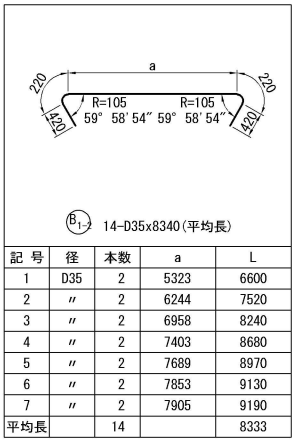 a
220 220
R=105 R=105
420 59° 58'54" 59° 58'54" 420
B1-2 14-D35x8340(平均長)
記号 径 本数 a L
1 D35 2 5323 6600
2 〃 2 6244 7520
3 〃 2 6958 8240
4 〃 2 7403 8680
5 〃 2 7689 8970
6 〃 2 7853 9130
7 〃 2 7905 9190
平均長 14 8333